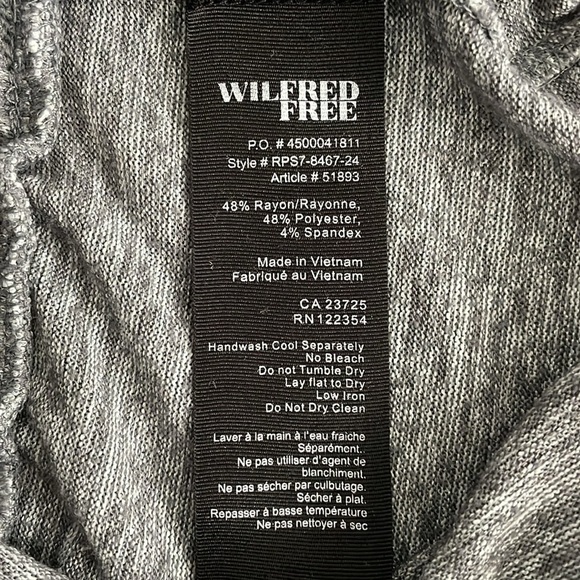 WILFRED
FREE
P.O. # 4500041811
Style # RPS7-8467-24
Article # 51893
48% Rayon/Rayonne,
48% Polyester,
4% Spandex
Made in Vietnam
Fabriqué au Vietnam
CA 23725
RN 122354
Handwash Cool Separately
No Bleach
Do not Tumble Dry
Lay flat to Dry
Low Iron
Do Not Dry Clean
Laver à la main à l'eau fraiche
Séparément.
Ne pas utiliser d'agent de
blanchiment.
Ne pas sécher par culbutage.
Sécher à plat.
Repasser à basse température
Ne pas nettoyer à sec